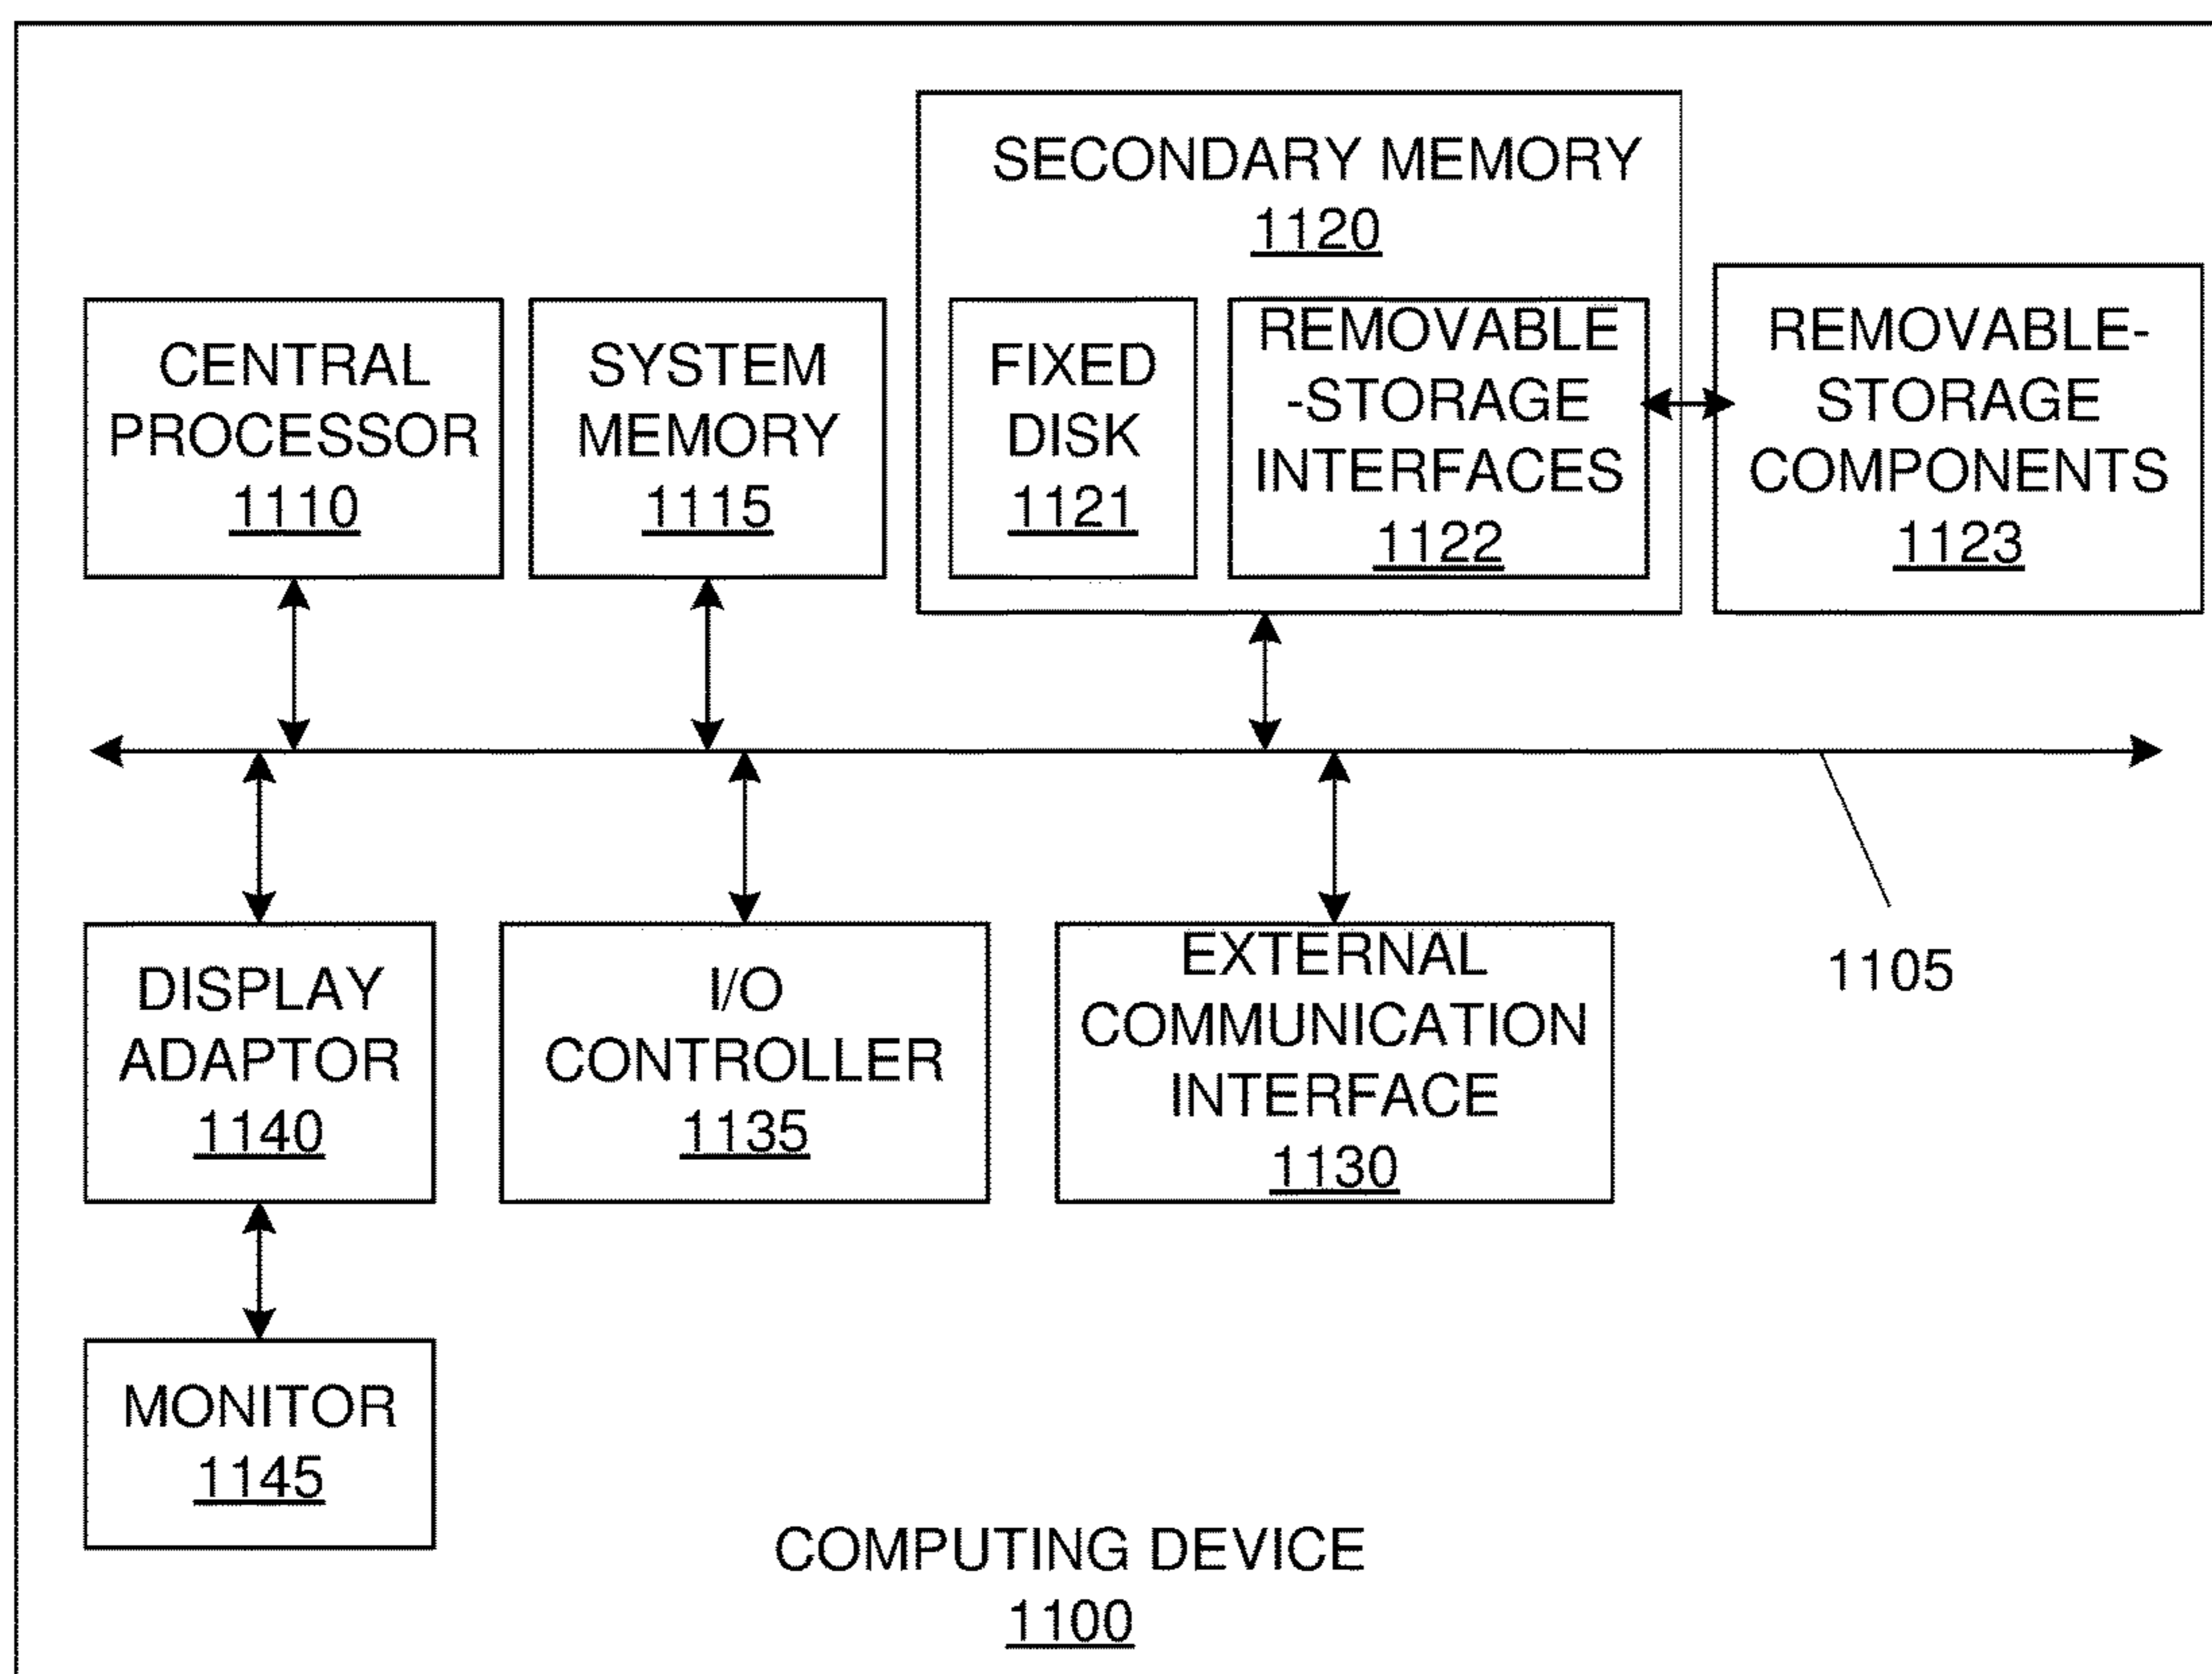 SECONDARY MEMORY
1120
CENTRAL
PROCESSOR
1110
SYSTEM
MEMORY
1115
FIXED
DISK
1121
REMOVABLE
-STORAGE
INTERFACES
1122
REMOVABLE-
STORAGE
COMPONENTS
1123
1105
DISPLAY
ADAPTOR
1140
I/O
CONTROLLER
1135
EXTERNAL
COMMUNICATION
INTERFACE
1130
MONITOR
1145
COMPUTING DEVICE
1100